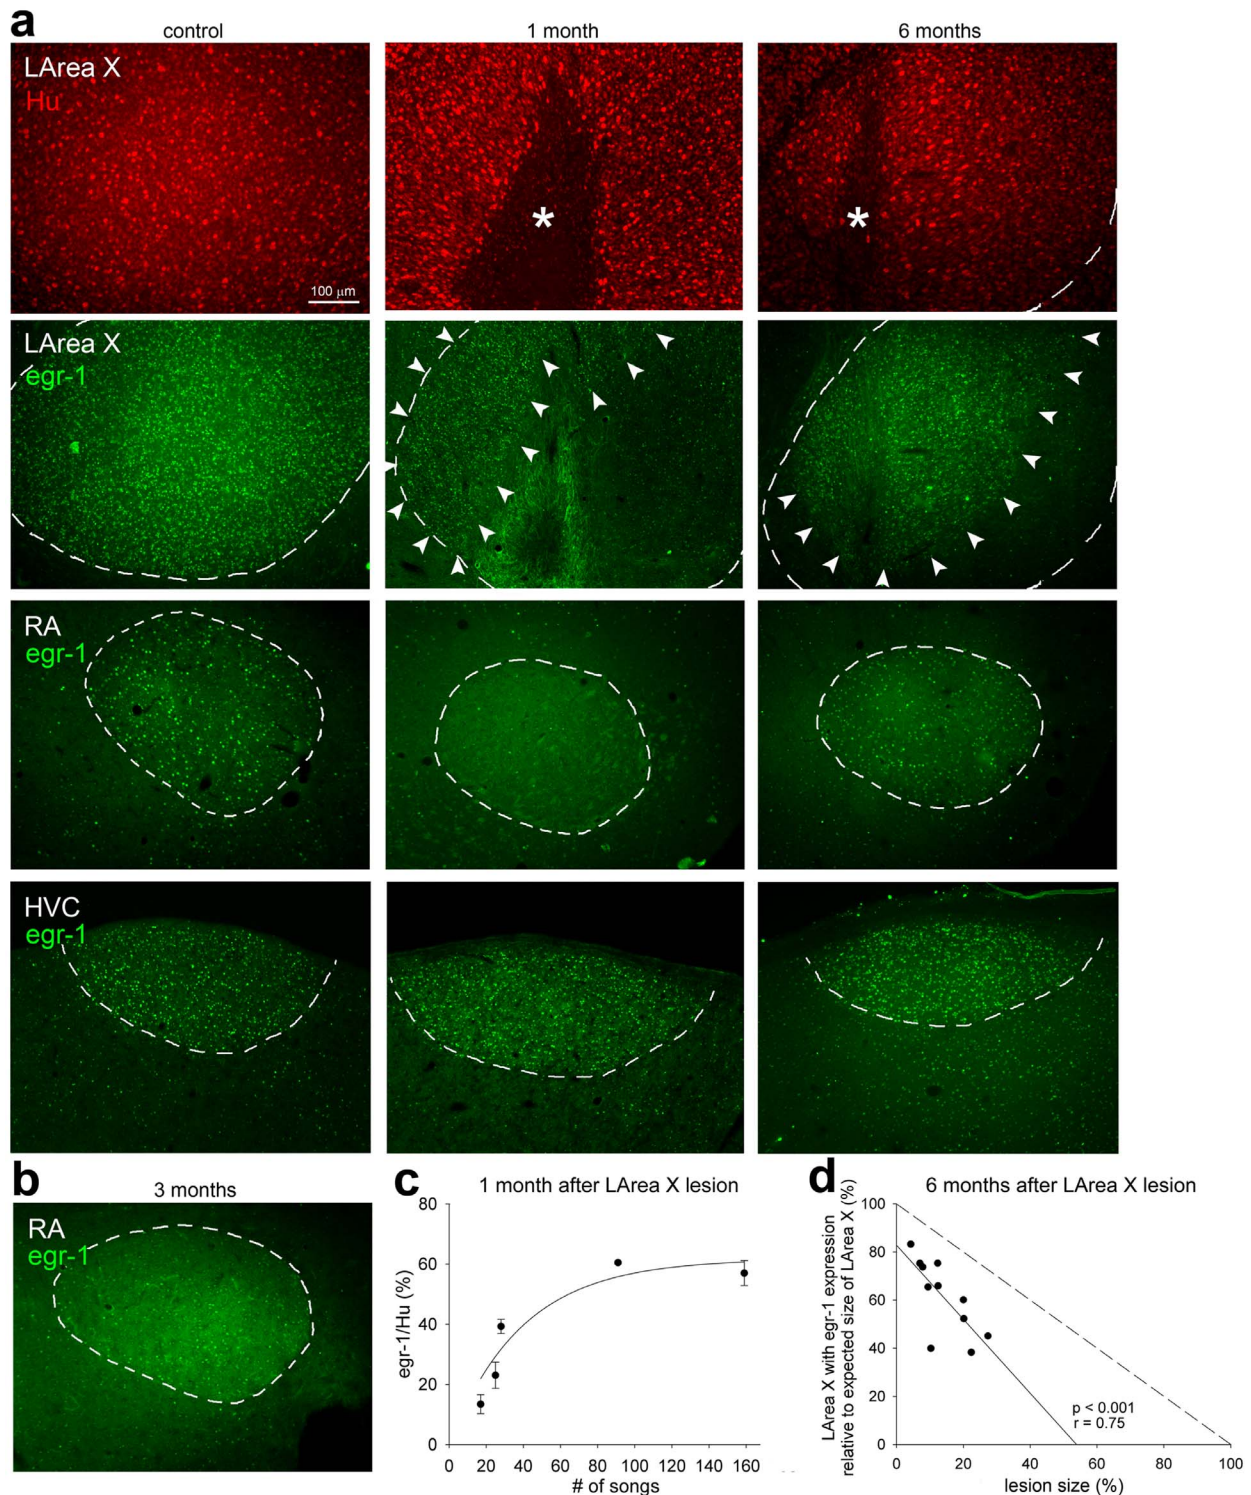 a
control
1 month
6 months
LArea X
Hu
*
*
100 μm
LArea X
egr-1
RA
egr-1
HVC
egr-1
b
3 months
RA
egr-1
c
1 month after LArea X lesion
egr-1/Hu (%)
80
60
40
20
0
0 20 40 60 80 100 120 140 160
# of songs
d
6 months after LArea X lesion
LArea X with egr-1 expression
relative to expected size of LArea X (%)
100
80
60
40
20
0
p < 0.001
r = 0.75
0 20 40 60 80 100
lesion size (%)